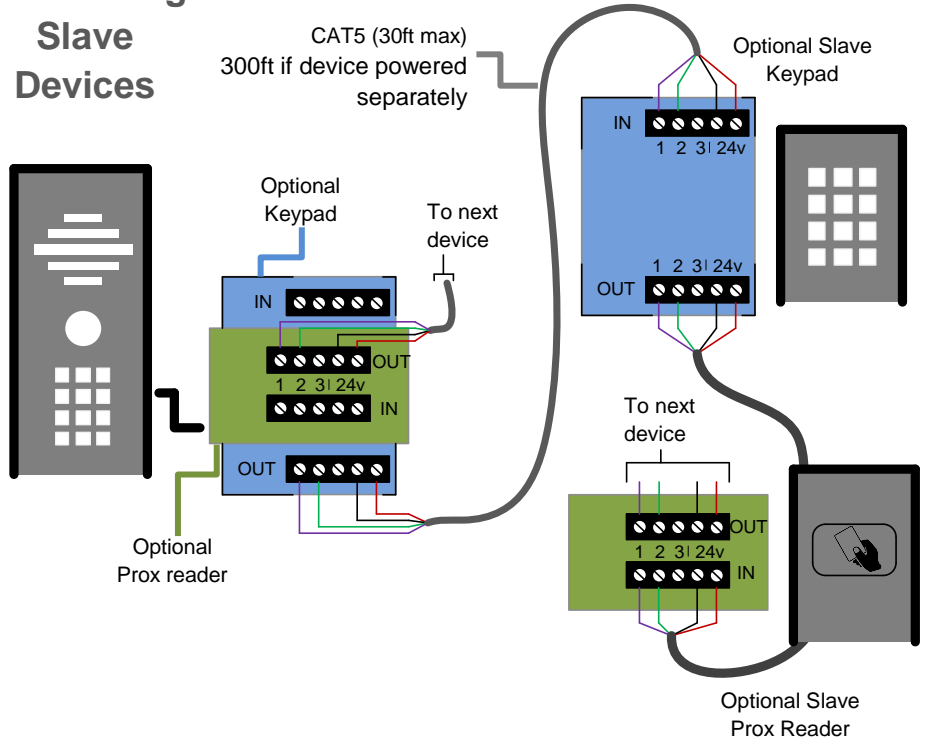 Slave
Devices
CAT5 (30ft max)
300ft if device powered
separately
Optional Slave
Keypad
IN
1 2 3 24v
1 2 3 24v
OUT
Optional
Keypad
To next
device
IN
OUT
1 2 3 24v
IN
OUT
Optional
Prox reader
To next
device
OUT
1 2 3 24v
IN
Optional Slave
Prox Reader